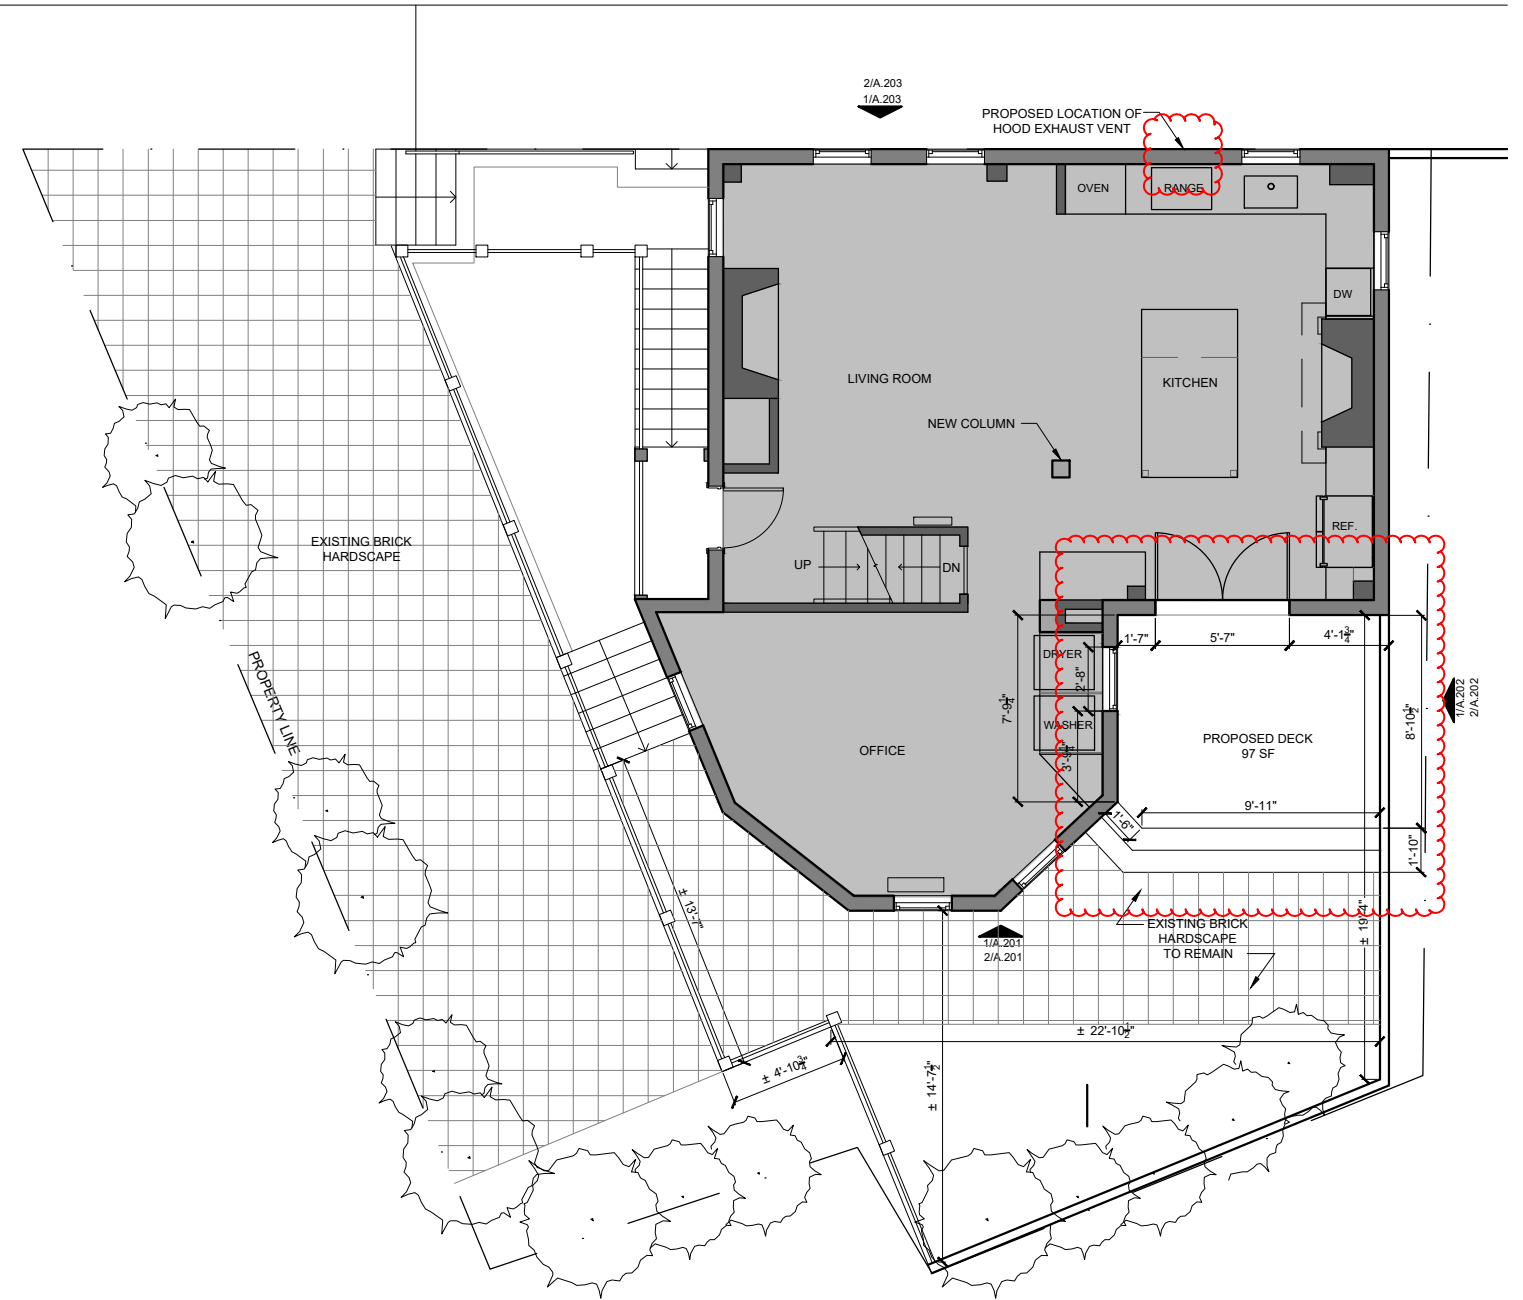 2/A.203
1/A.203
PROPOSED LOCATION OF
HOOD EXHAUST VENT
OVEN
RANGE
DW
LIVING ROOM
KITCHEN
NEW COLUMN
REF.
EXISTING BRICK
HARDSCAPE
UP
DN
1'-7"
5'-7"
4'-1¾"
DRYER
2'-8"
7'-9¼"
WASHER
3'-9¼"
PROPERTY LINE
OFFICE
PROPOSED DECK
97 SF
8'-10½"
1/A.202
2/A.202
9'-11"
1'-6"
1'-10"
± 13'-7"
± 19'-4"
1/A.201
2/A.201
EXISTING BRICK
HARDSCAPE
TO REMAIN
± 22'-10½"
± 4'-10¾"
± 14'-7½"